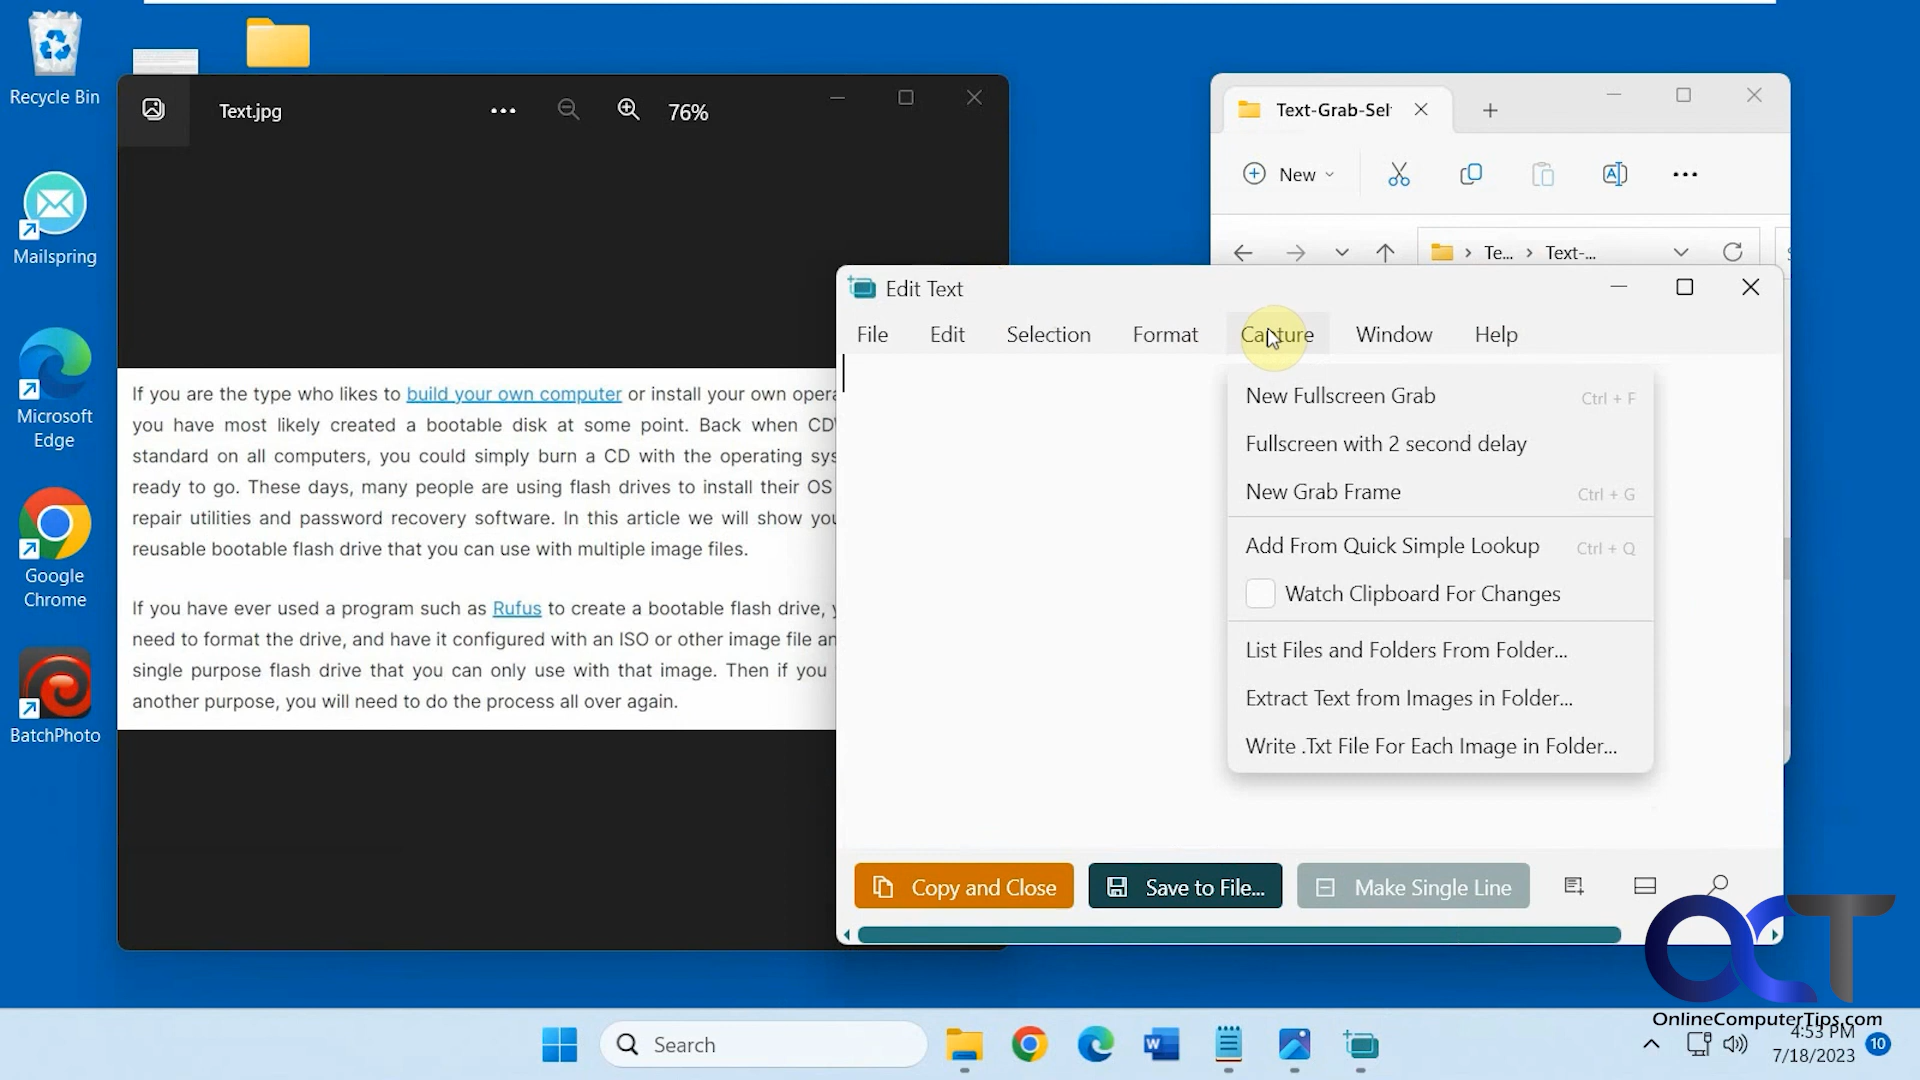 Recycle Bin
Mailspring
Microsoft
Edge
Google
Chrome
BatchPhoto
Text.jpg
76%
If you are the type who likes to build your own computer or install your own opera
you have most likely created a bootable disk at some point. Back when CD
standard on all computers, you could simply burn a CD with the operating sys
ready to go. These days, many people are using flash drives to install their OS
repair utilities and password recovery software. In this article we will show you
reusable bootable flash drive that you can use with multiple image files.
If you have ever used a program such as Rufus to create a bootable flash drive, y
need to format the drive, and have it configured with an ISO or other image file an
single purpose flash drive that you can only use with that image. Then if you
another purpose, you will need to do the process all over again.
Text-Grab-Sel
New
Te... › Text-...
Edit Text
File Edit Selection Format Capture Window Help
New Fullscreen Grab Ctrl + F
Fullscreen with 2 second delay
New Grab Frame Ctrl + G
Add From Quick Simple Lookup Ctrl + Q
Watch Clipboard For Changes
List Files and Folders From Folder...
Extract Text from Images in Folder...
Write .Txt File For Each Image in Folder...
Copy and Close Save to File... Make Single Line
OCT
OnlineComputerTips.com
Search
4:53 PM
7/18/2023
10